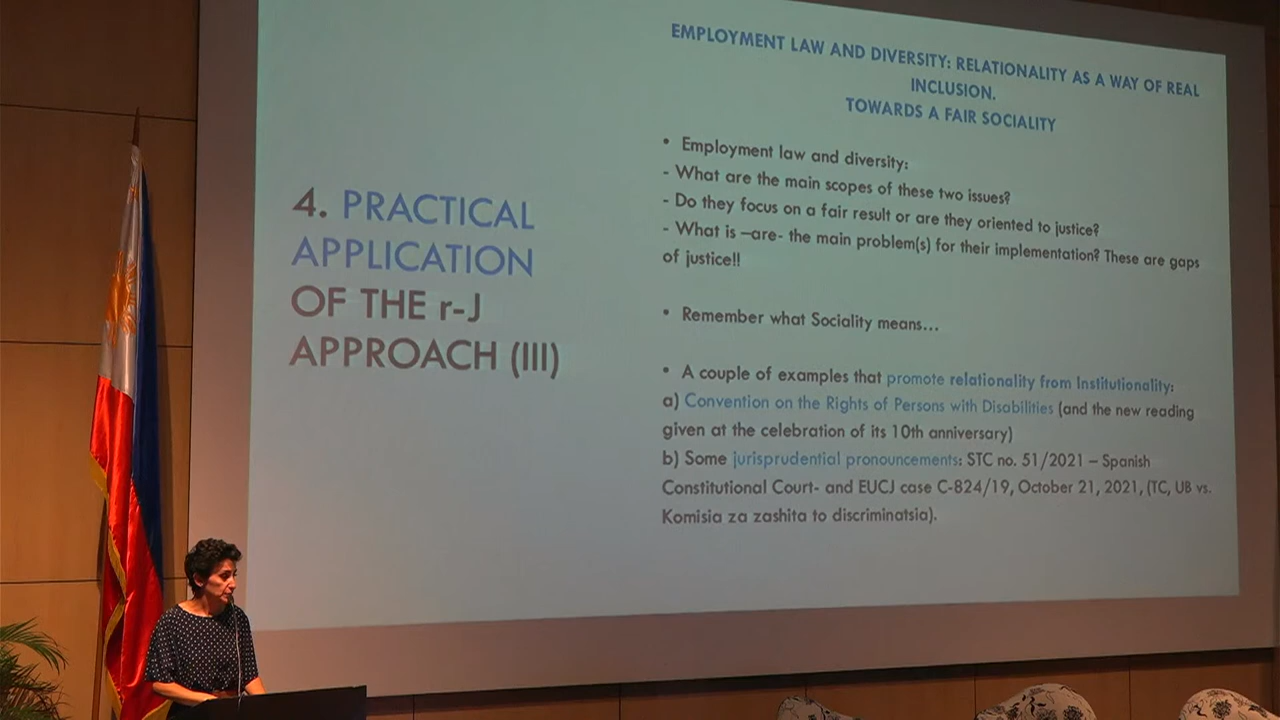 4. PRACTICAL
APPLICATION
OF THE r-J
APPROACH (III)
EMPLOYMENT LAW AND DIVERSITY: RELATIONALITY AS A WAY OF REAL
INCLUSION.
TOWARDS A FAIR SOCIALITY
• Employment law and diversity:
- What are the main scopes of these two issues?
- Do they focus on a fair result or are they oriented to justice?
- What is –are- the main problem(s) for their implementation? These are gaps
of justice!!
• Remember what Sociality means...
• A couple of examples that promote relationality from Institutionality:
a) Convention on the Rights of Persons with Disabilities (and the new reading
given at the celebration of its 10th anniversary)
b) Some jurisprudential pronouncements: STC no. 51/2021 – Spanish
Constitutional Court- and EUCJ case C-824/19, October 21, 2021, (TC, UB vs.
Komisia za zashita to discriminatsia).